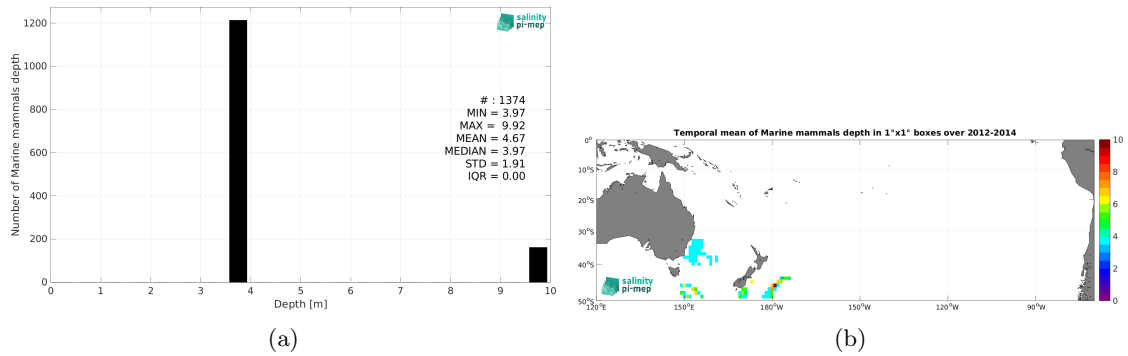 1200
1000
800
600
400
200
0
Number of Marine mammals depth
salinity
pi-mep
# : 1374
MIN = 3.97
MAX = 9.92
MEAN = 4.67
MEDIAN = 3.97
STD = 1.91
IQR = 0.00
0 1 2 3 4 5 6 7 8 9 10
Depth [m]
(a)
Temporal mean of Marine mammals depth in 1°x1° boxes over 2012-2014
0°
10°S
20°S
30°S
40°S
50°S
120°E 150°E 180°W 150°W 120°W 90°W
salinity
pi-mep
10
8
6
4
2
0
(b)